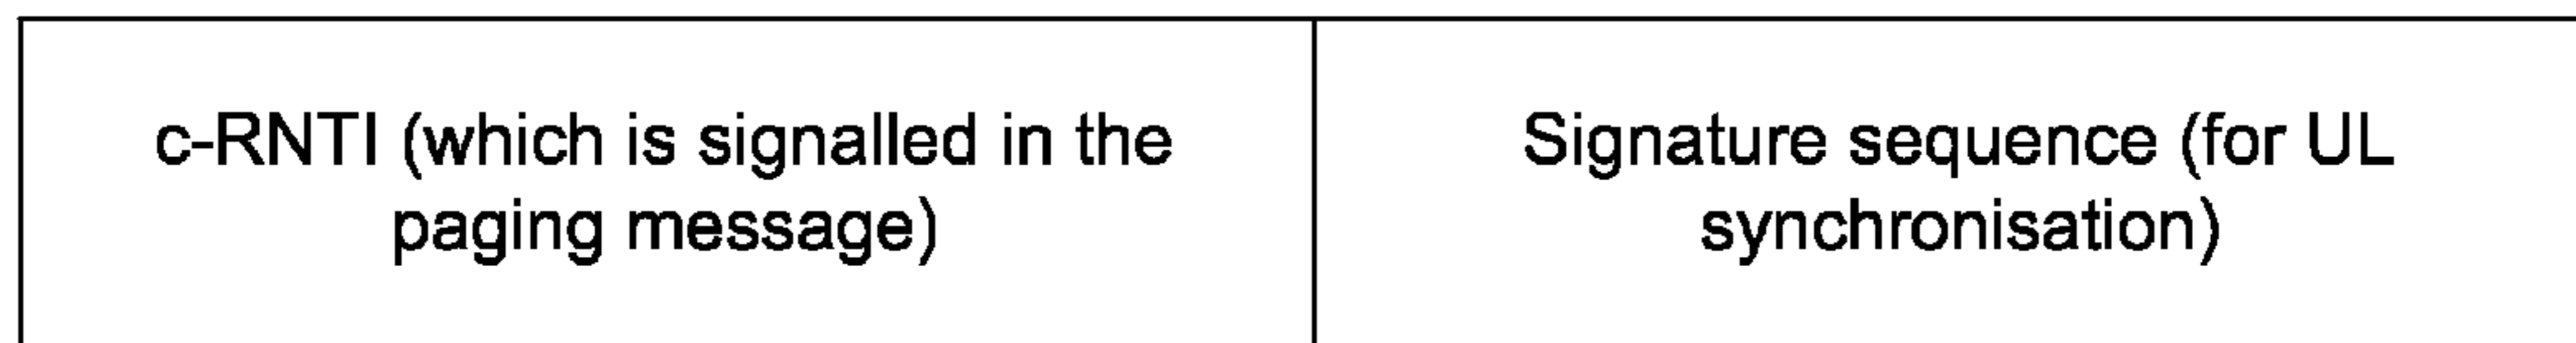 c-RNTI (which is signalled in the
paging message)
Signature sequence (for UL
synchronisation)